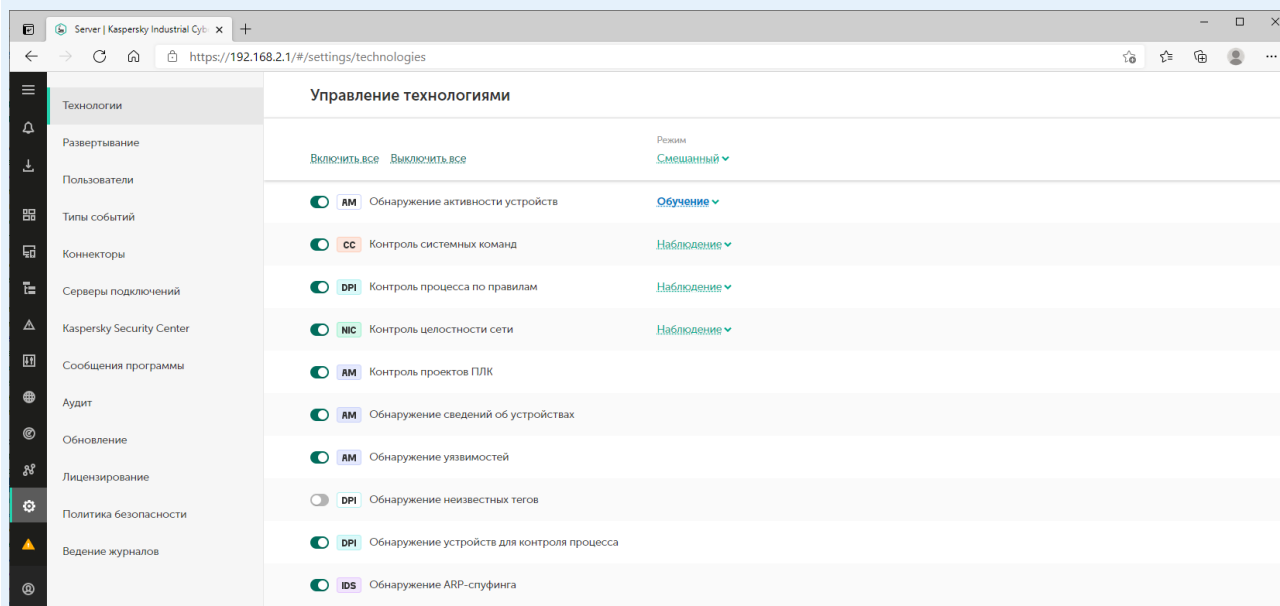 Server | Kaspersky Industrial Cyb
https://192.168.2.1/#/settings/technologies
Технологии
Развертывание
Пользователи
Типы событий
Коннекторы
Серверы подключений
Kaspersky Security Center
Сообщения программы
Аудит
Обновление
Лицензирование
Политика безопасности
Ведение журналов
Управление технологиями
Режим
Включить все Выключить все Смешанный
AM Обнаружение активности устройств Обучение
CC Контроль системных команд Наблюдение
DPI Контроль процесса по правилам Наблюдение
NIC Контроль целостности сети Наблюдение
AM Контроль проектов ПЛК
AM Обнаружение сведений об устройствах
AM Обнаружение уязвимостей
DPI Обнаружение неизвестных тегов
DPI Обнаружение устройств для контроля процесса
IDS Обнаружение ARP-спуфинга